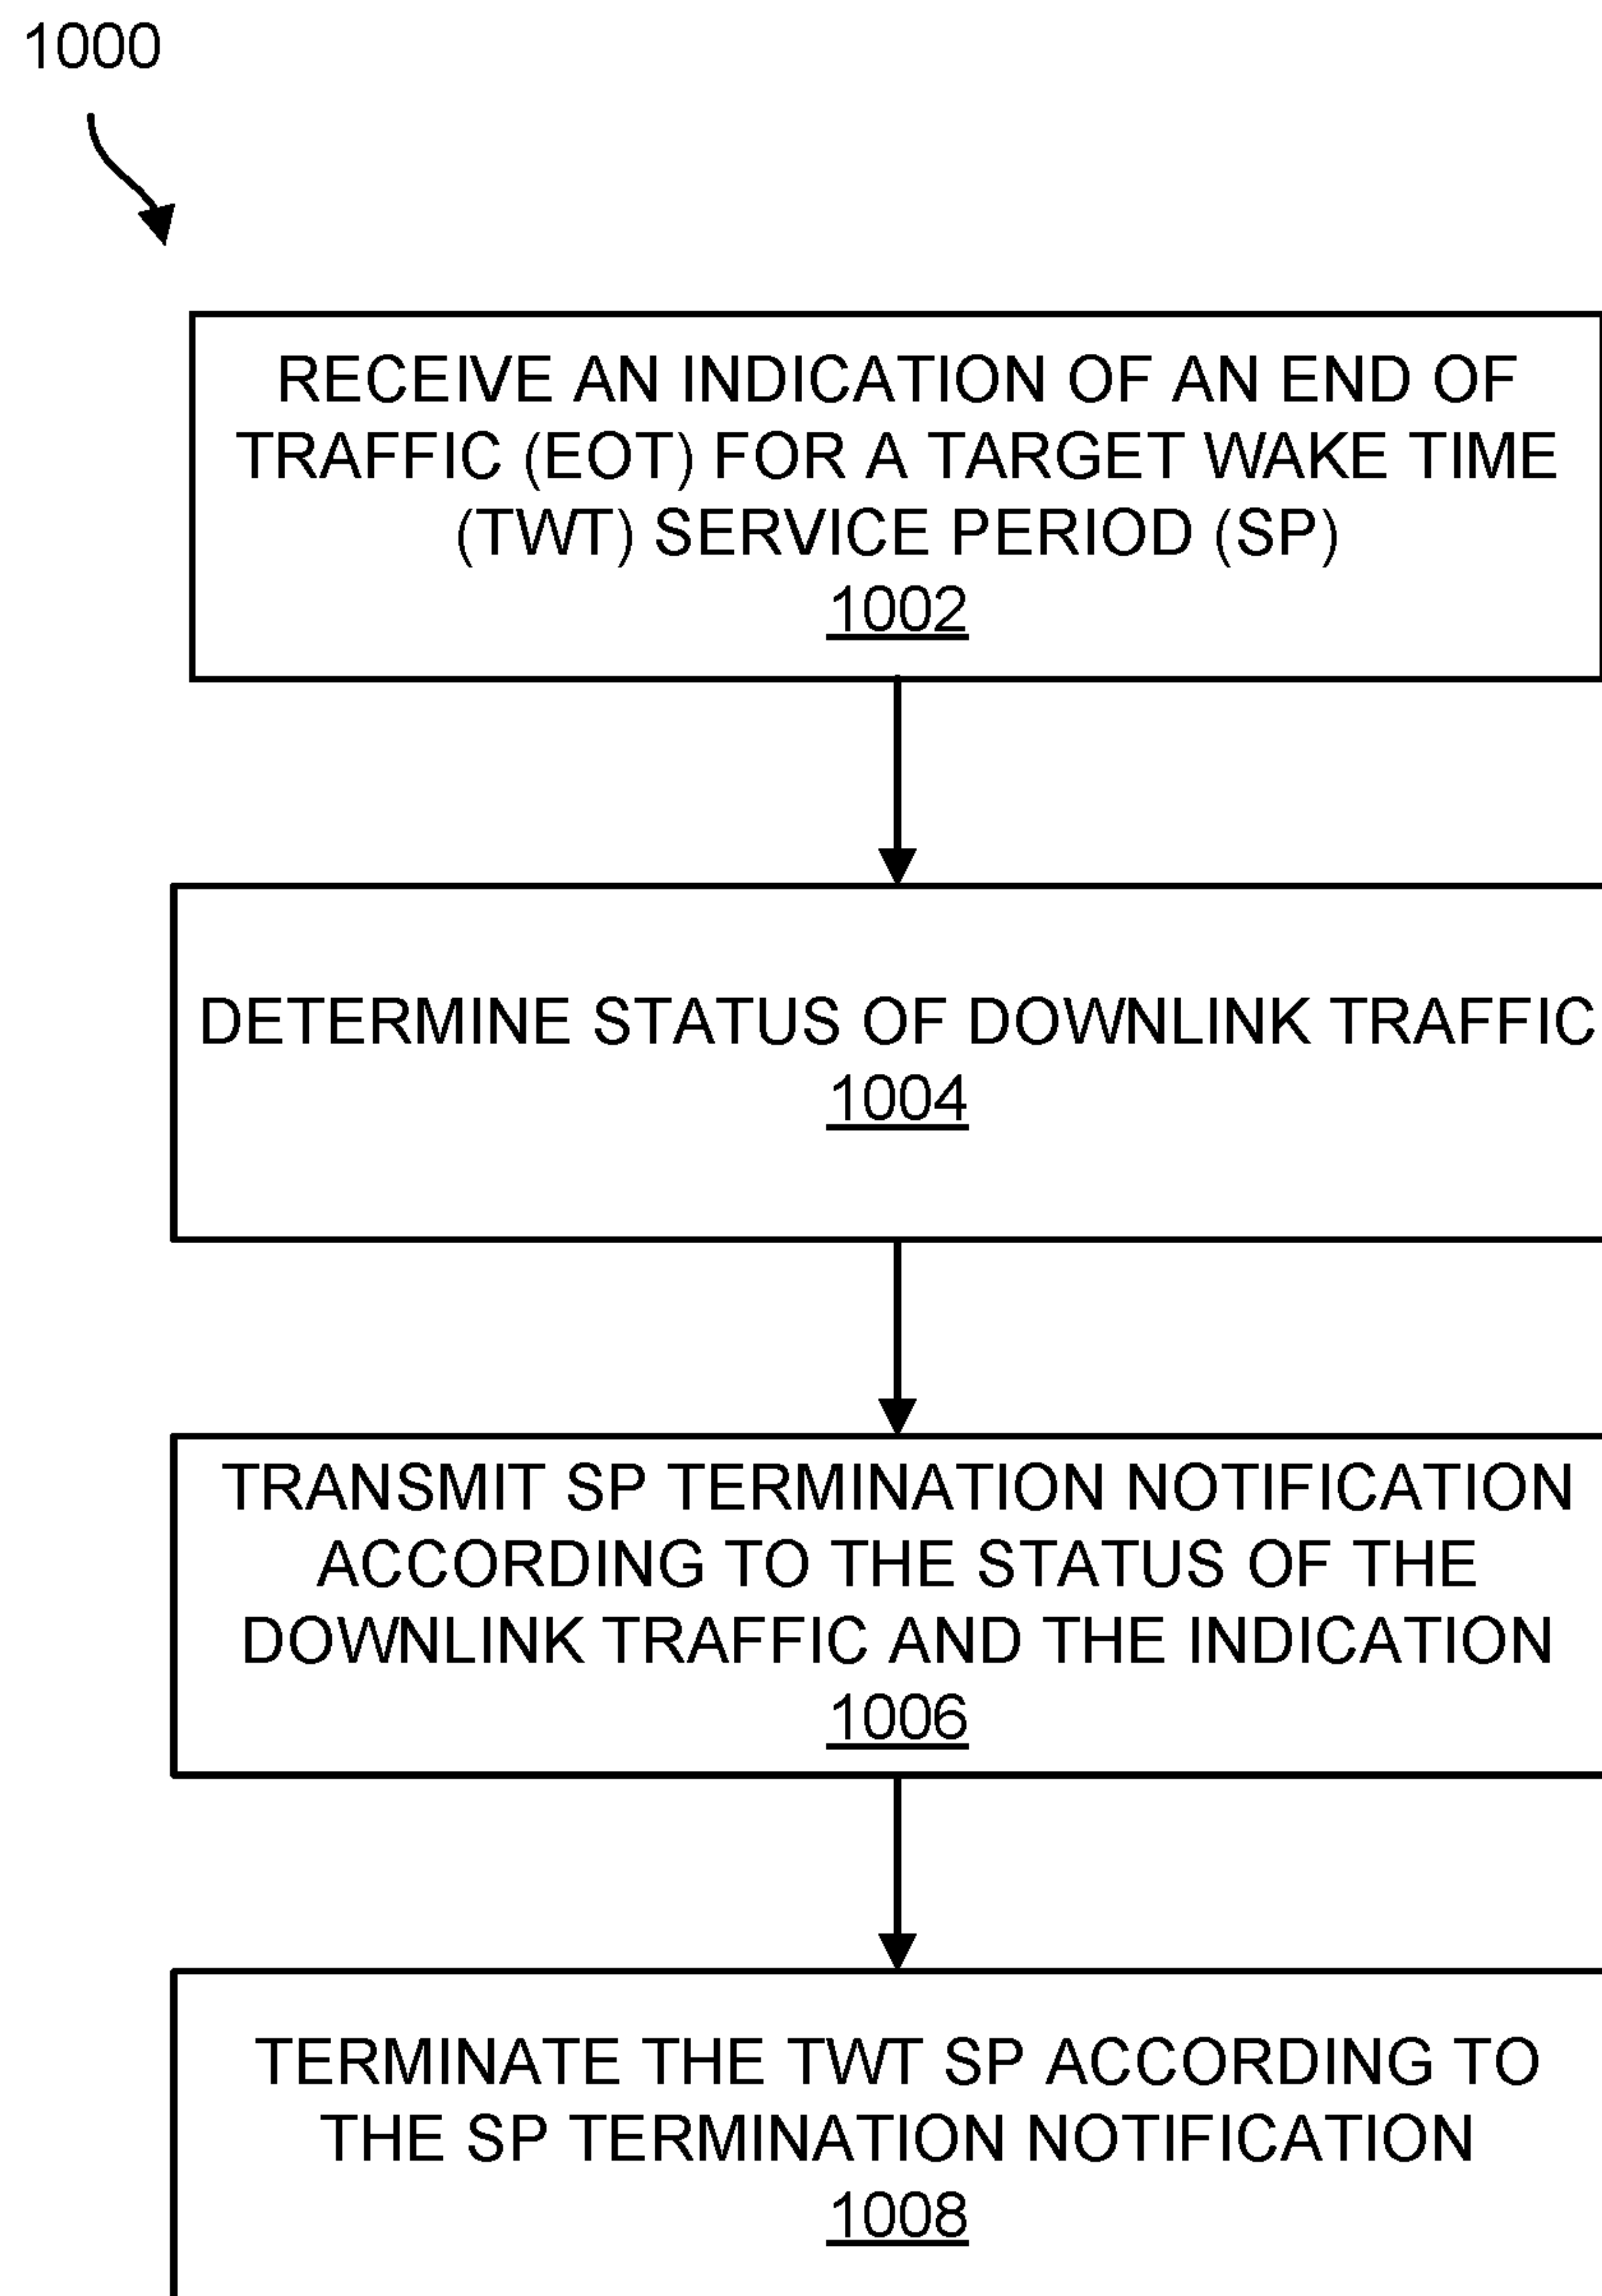 1000
RECEIVE AN INDICATION OF AN END OF
TRAFFIC (EOT) FOR A TARGET WAKE TIME
(TWT) SERVICE PERIOD (SP)
1002
DETERMINE STATUS OF DOWNLINK TRAFFIC
1004
TRANSMIT SP TERMINATION NOTIFICATION
ACCORDING TO THE STATUS OF THE
DOWNLINK TRAFFIC AND THE INDICATION
1006
TERMINATE THE TWT SP ACCORDING TO
THE SP TERMINATION NOTIFICATION
1008